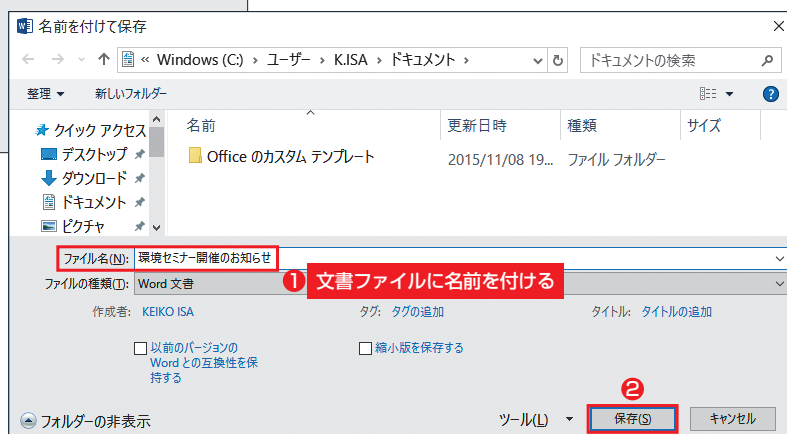 名前を付けて保存
« Windows (C:) › ユーザー › K.ISA › ドキュメント ›
ドキュメントの検索
整理 新しいフォルダー
名前 更新日時 種類 サイズ
クイック アクセス
デスクトップ
ダウンロード
ドキュメント
ピクチャ
Office のカスタム テンプレート 2015/11/08 19... ファイル フォルダー
ファイル名(N): 環境セミナー開催のお知らせ
❶ 文書ファイルに名前を付ける
ファイルの種類(T): Word 文書
作成者: KEIKO ISA タグ: タグの追加 タイトル: タイトルの追加
以前のバージョンの
Word との互換性を保
持する
縮小版を保存する
❷
フォルダーの非表示 ツール(L) 保存(S) キャンセル